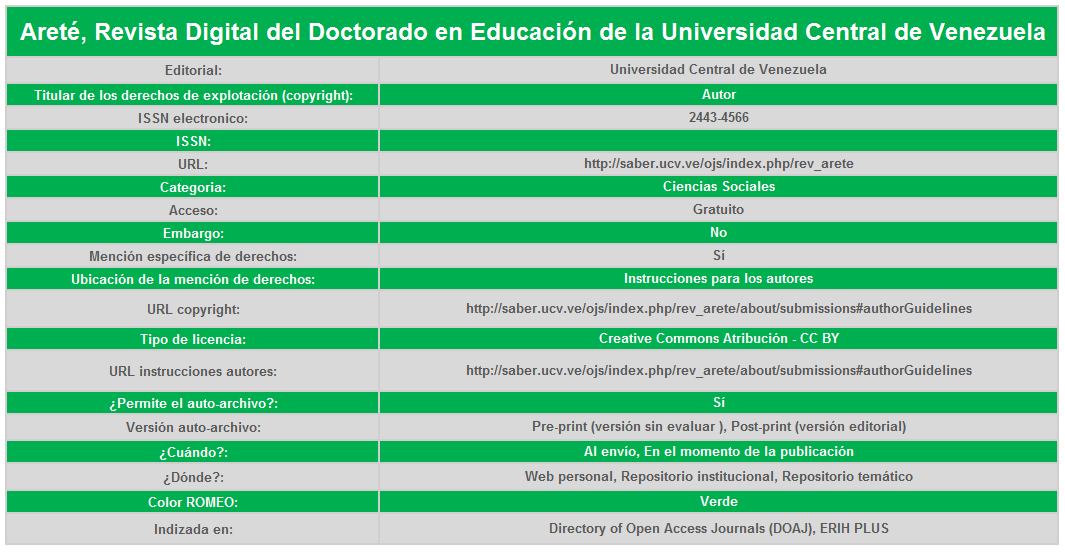 Areté, Revista Digital del Doctorado en Educación de la Universidad Central de Venezuela
Editorial: Universidad Central de Venezuela
Titular de los derechos de explotación (copyright): Autor
ISSN electronico: 2443-4566
ISSN:
URL: http://saber.ucv.ve/ojs/index.php/rev_arete
Categoria: Ciencias Sociales
Acceso: Gratuito
Embargo: No
Mención específica de derechos: Sí
Ubicación de la mención de derechos: Instrucciones para los autores
URL copyright: http://saber.ucv.ve/ojs/index.php/rev_arete/about/submissions#authorGuidelines
Tipo de licencia: Creative Commons Atribución - CC BY
URL instrucciones autores: http://saber.ucv.ve/ojs/index.php/rev_arete/about/submissions#authorGuidelines
¿Permite el auto-archivo?: Sí
Versión auto-archivo: Pre-print (versión sin evaluar ), Post-print (versión editorial)
¿Cuándo?: Al envío, En el momento de la publicación
¿Dónde?: Web personal, Repositorio institucional, Repositorio temático
Color ROMEO: Verde
Indizada en: Directory of Open Access Journals (DOAJ), ERIH PLUS